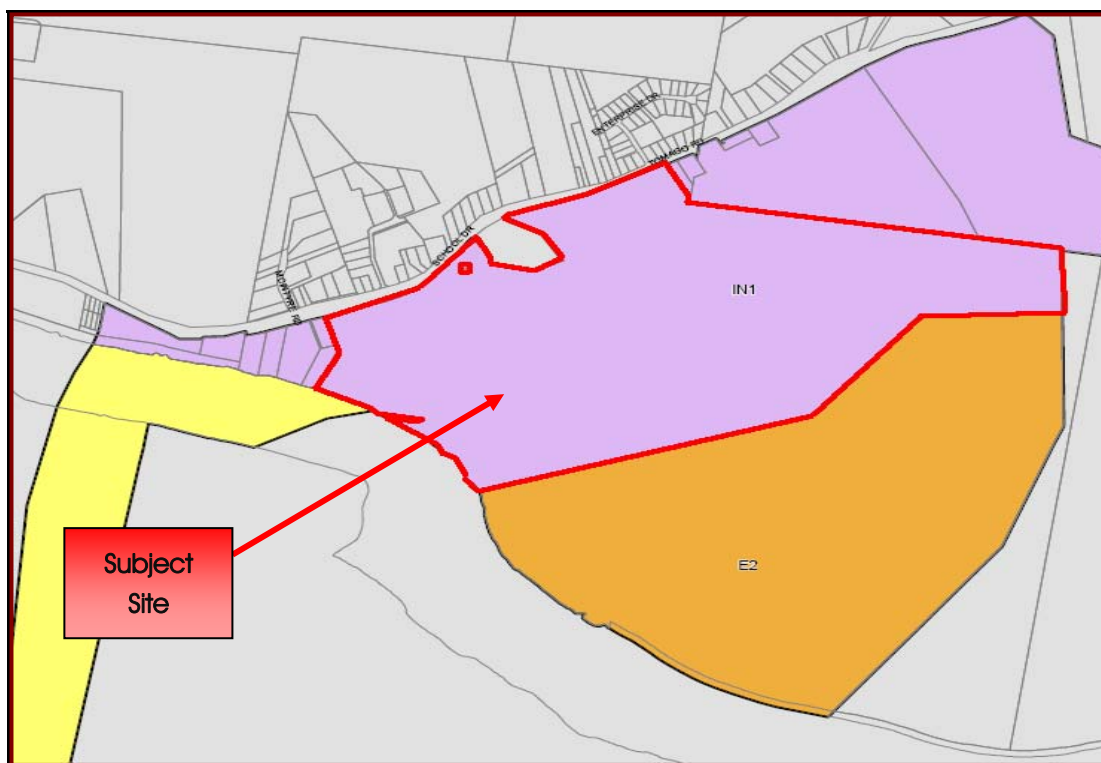 ENTERPRISE DR
TOMAGO RD
SCHOOL DR
MCINTYRE RD
IN1
E2
Subject
Site